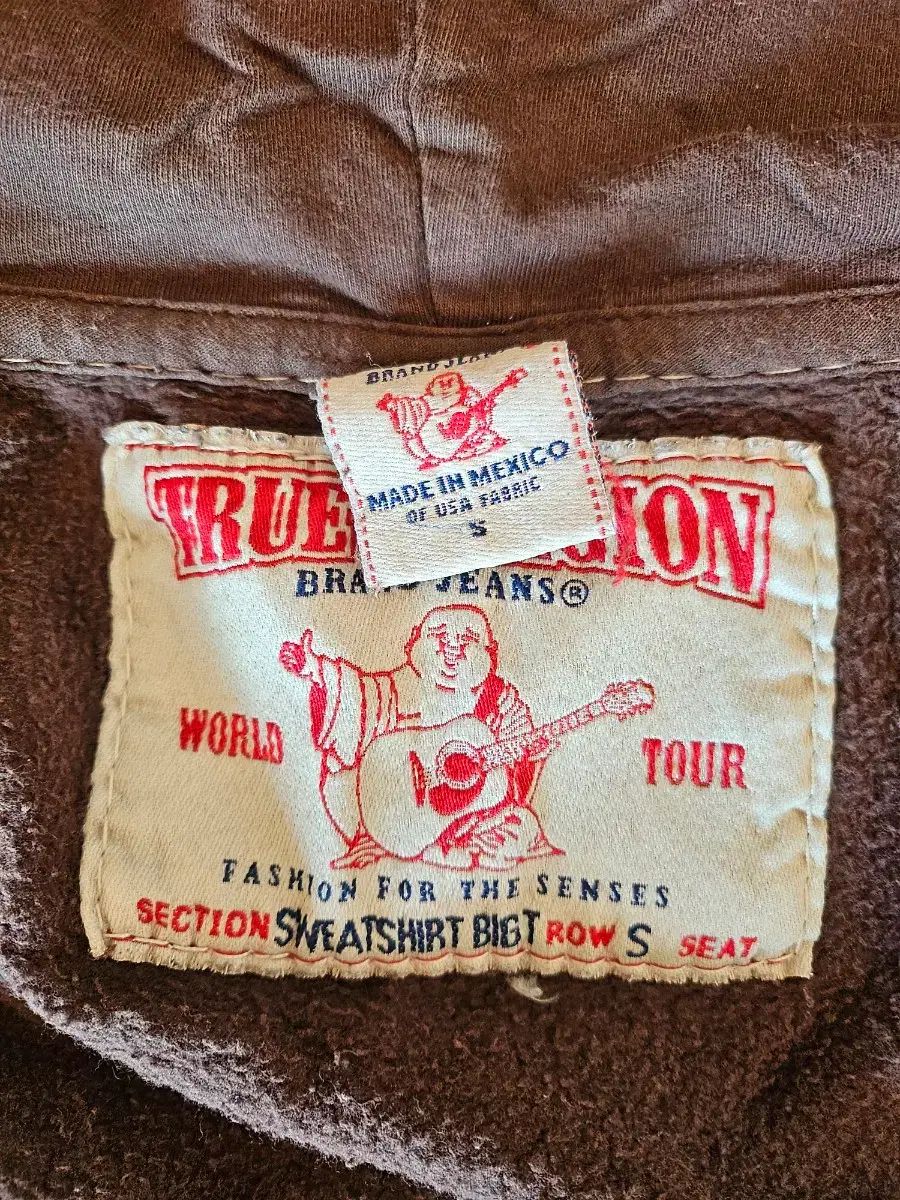 BRAND JEANS
MADE IN MEXICO
OF USA FABRIC
S
TRUE
BRAND JEANS®
WORLD TOUR
FASHION FOR THE SENSES
SECTION SWEATSHIRT BIGT ROW S SEAT